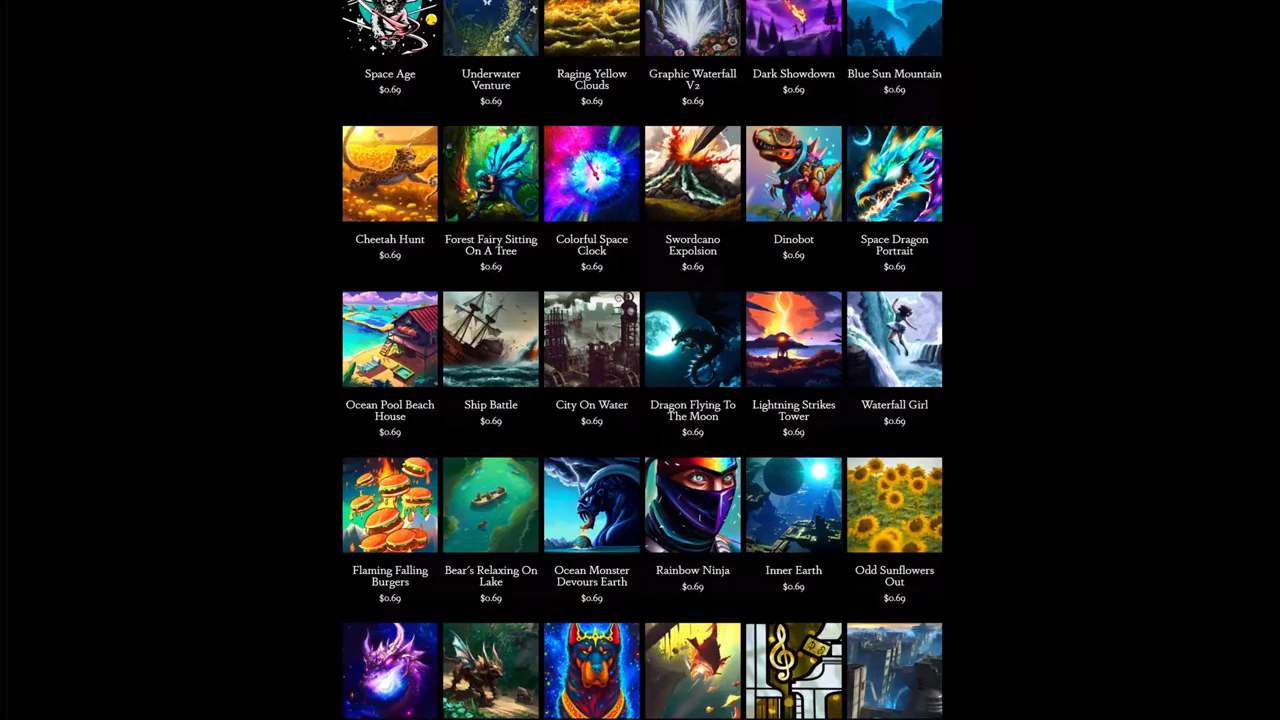 Space Age
$0.69
Underwater
Venture
$0.69
Raging Yellow
Clouds
$0.69
Graphic Waterfall
V2
$0.69
Dark Showdown
$0.69
Blue Sun Mountain
$0.69
Cheetah Hunt
$0.69
Forest Fairy Sitting
On A Tree
$0.69
Colorful Space
Clock
$0.69
Swordcano
Expolsion
$0.69
Dinobot
$0.69
Space Dragon
Portrait
$0.69
Ocean Pool Beach
House
$0.69
Ship Battle
$0.69
City On Water
$0.69
Dragon Flying To
The Moon
$0.69
Lightning Strikes
Tower
$0.69
Waterfall Girl
$0.69
Flaming Falling
Burgers
$0.69
Bear's Relaxing On
Lake
$0.69
Ocean Monster
Devours Earth
$0.69
Rainbow Ninja
$0.69
Inner Earth
$0.69
Odd Sunflowers
Out
$0.69